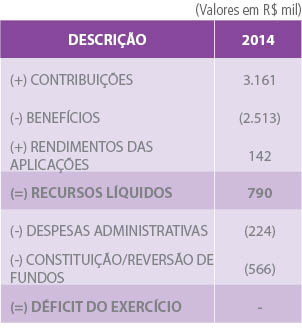 (Valores em R$ mil)
DESCRIÇÃO 2014
(+) CONTRIBUIÇÕES 3.161
(-) BENEFÍCIOS (2.513)
(+) RENDIMENTOS DAS
APLICAÇÕES 142
(=) RECURSOS LÍQUIDOS 790
(-) DESPESAS ADMINISTRATIVAS (224)
(-) CONSTITUIÇÃO/REVERSÃO DE
FUNDOS (566)
(=) DÉFICIT DO EXERCÍCIO -